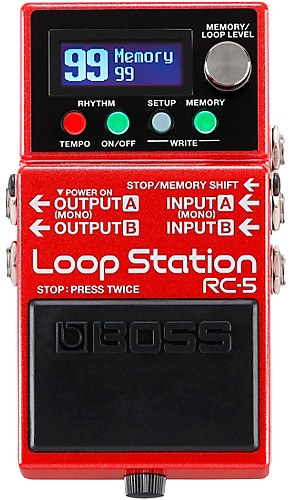 MEMORY/
LOOP LEVEL
99 Memory
99
RHYTHM SETUP MEMORY
TEMPO ON/OFF WRITE
STOP/MEMORY SHIFT
▼ POWER ON
OUTPUT A INPUT A
(MONO) (MONO)
OUTPUT B INPUT B
Loop Station
RC-5
STOP : PRESS TWICE
BOSS